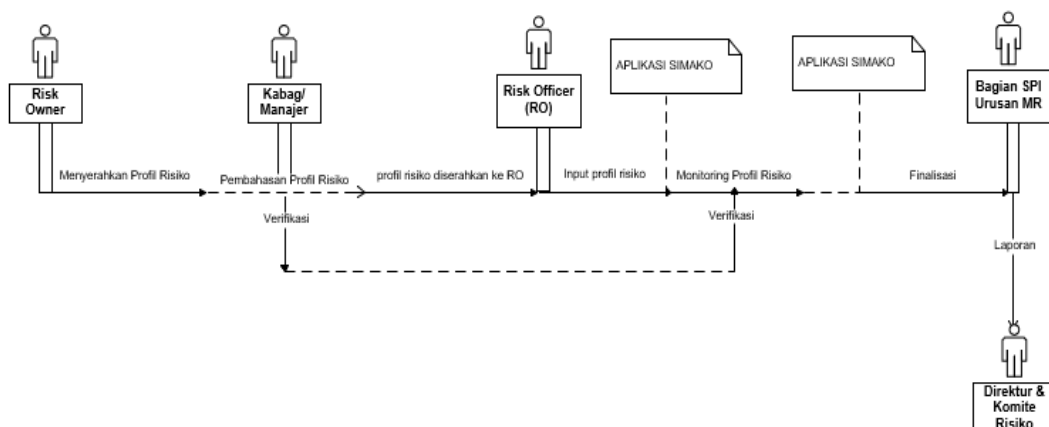 APLIKASI SIMAKO
APLIKASI SIMAKO
Risk
Owner
Kabag/
Manajer
Risk Officer
(RO)
Bagian SPI
Urusan MR
Menyerahkan Profil Risiko
Pembahasan Profil Risiko
profil risiko diserahkan ke RO
Input profil risiko
Monitoring Profil Risiko
Finalisasi
Verifikasi
Verifikasi
Laporan
Direktur &
Komite
Risiko